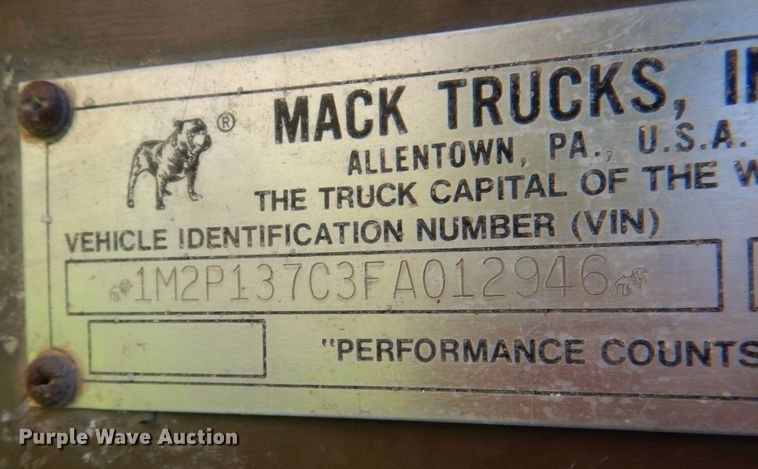 ® MACK TRUCKS,
ALLENTOWN, PA., U.S.A.
THE TRUCK CAPITAL OF THE
VEHICLE IDENTIFICATION NUMBER (VIN)
1M2P137C3FA012946
"PERFORMANCE COUNTS
Purple Wave Auction